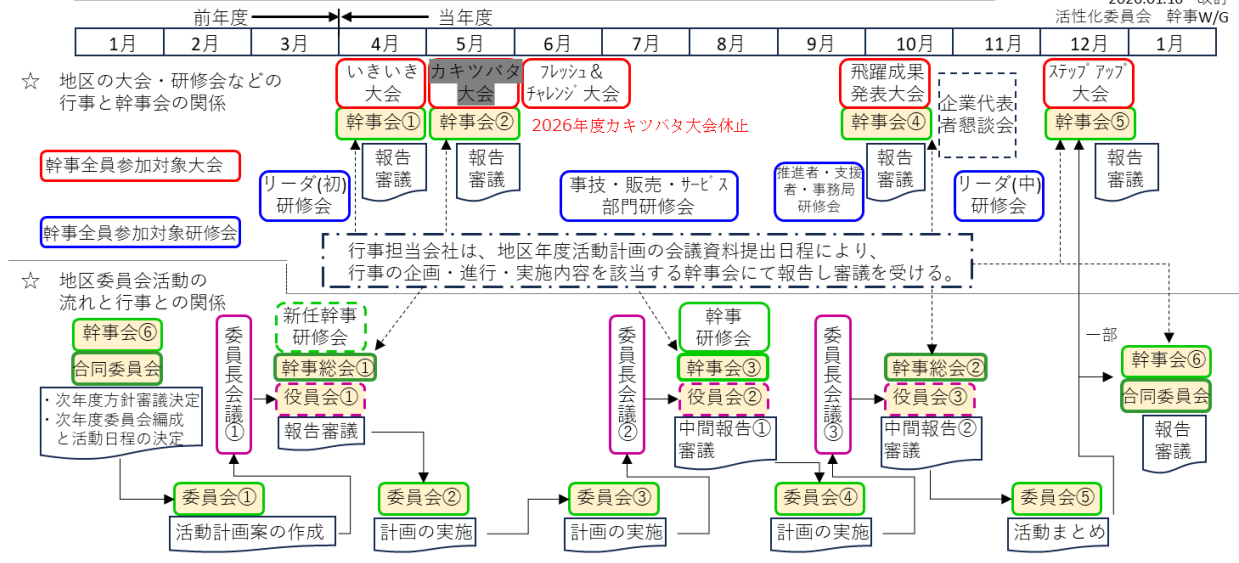 2026.01.16 改訂
前年度
当年度
活性化委員会 幹事W/G
1月 2月 3月 4月 5月 6月 7月 8月 9月 10月 11月 12月 1月
☆ 地区の大会・研修会などの
行事と幹事会の関係
いきいき
大会
カキツバタ
大会
フレッシュ&
チャレンジ大会
飛躍成果
発表大会
企業代表
者懇談会
ステップアップ
大会
幹事会①
幹事会②
2026年度カキツバタ大会休止
幹事会④
幹事会⑤
幹事全員参加対象大会
報告
審議
報告
審議
報告
審議
報告
審議
リーダ(初)
研修会
事技・販売・サービス
部門研修会
推進者・支援
者・事務局
研修会
リーダ(中)
研修会
幹事全員参加対象研修会
行事担当会社は、地区年度活動計画の会議資料提出日程により、
行事の企画・進行・実施内容を該当する幹事会にて報告し審議を受ける。
☆ 地区委員会活動の
流れと行事との関係
幹事会⑥
合同委員会
・次年度方針審議決定
・次年度委員会編成
と活動日程の決定
委員長会議①
新任幹事
研修会
幹事総会①
役員会①
報告審議
委員長会議②
幹事
研修会
幹事会③
役員会②
中間報告①
審議
委員長会議③
幹事総会②
役員会③
中間報告②
審議
一部
幹事会⑥
合同委員会
報告
審議
委員会①
活動計画案の作成
委員会②
計画の実施
委員会③
計画の実施
委員会④
計画の実施
委員会⑤
活動まとめ